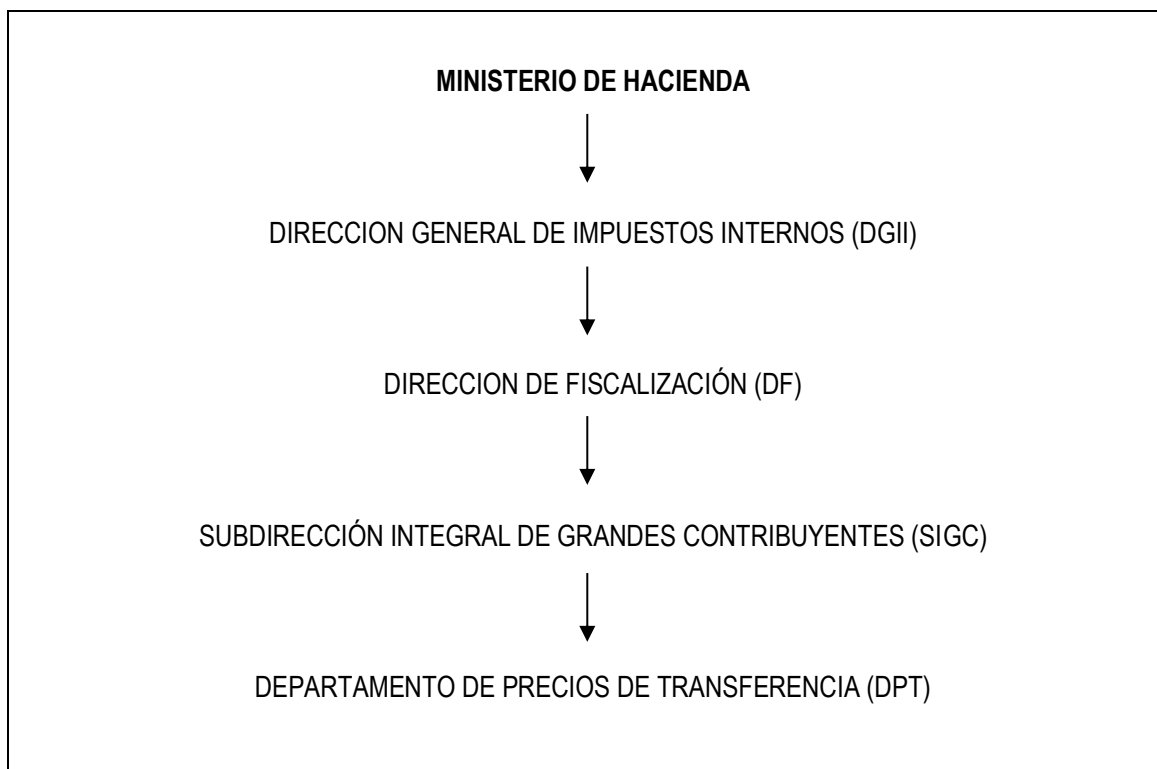 MINISTERIO DE HACIENDA
DIRECCION GENERAL DE IMPUESTOS INTERNOS (DGII)
DIRECCION DE FISCALIZACIÓN (DF)
SUBDIRECCIÓN INTEGRAL DE GRANDES CONTRIBUYENTES (SIGC)
DEPARTAMENTO DE PRECIOS DE TRANSFERENCIA (DPT)